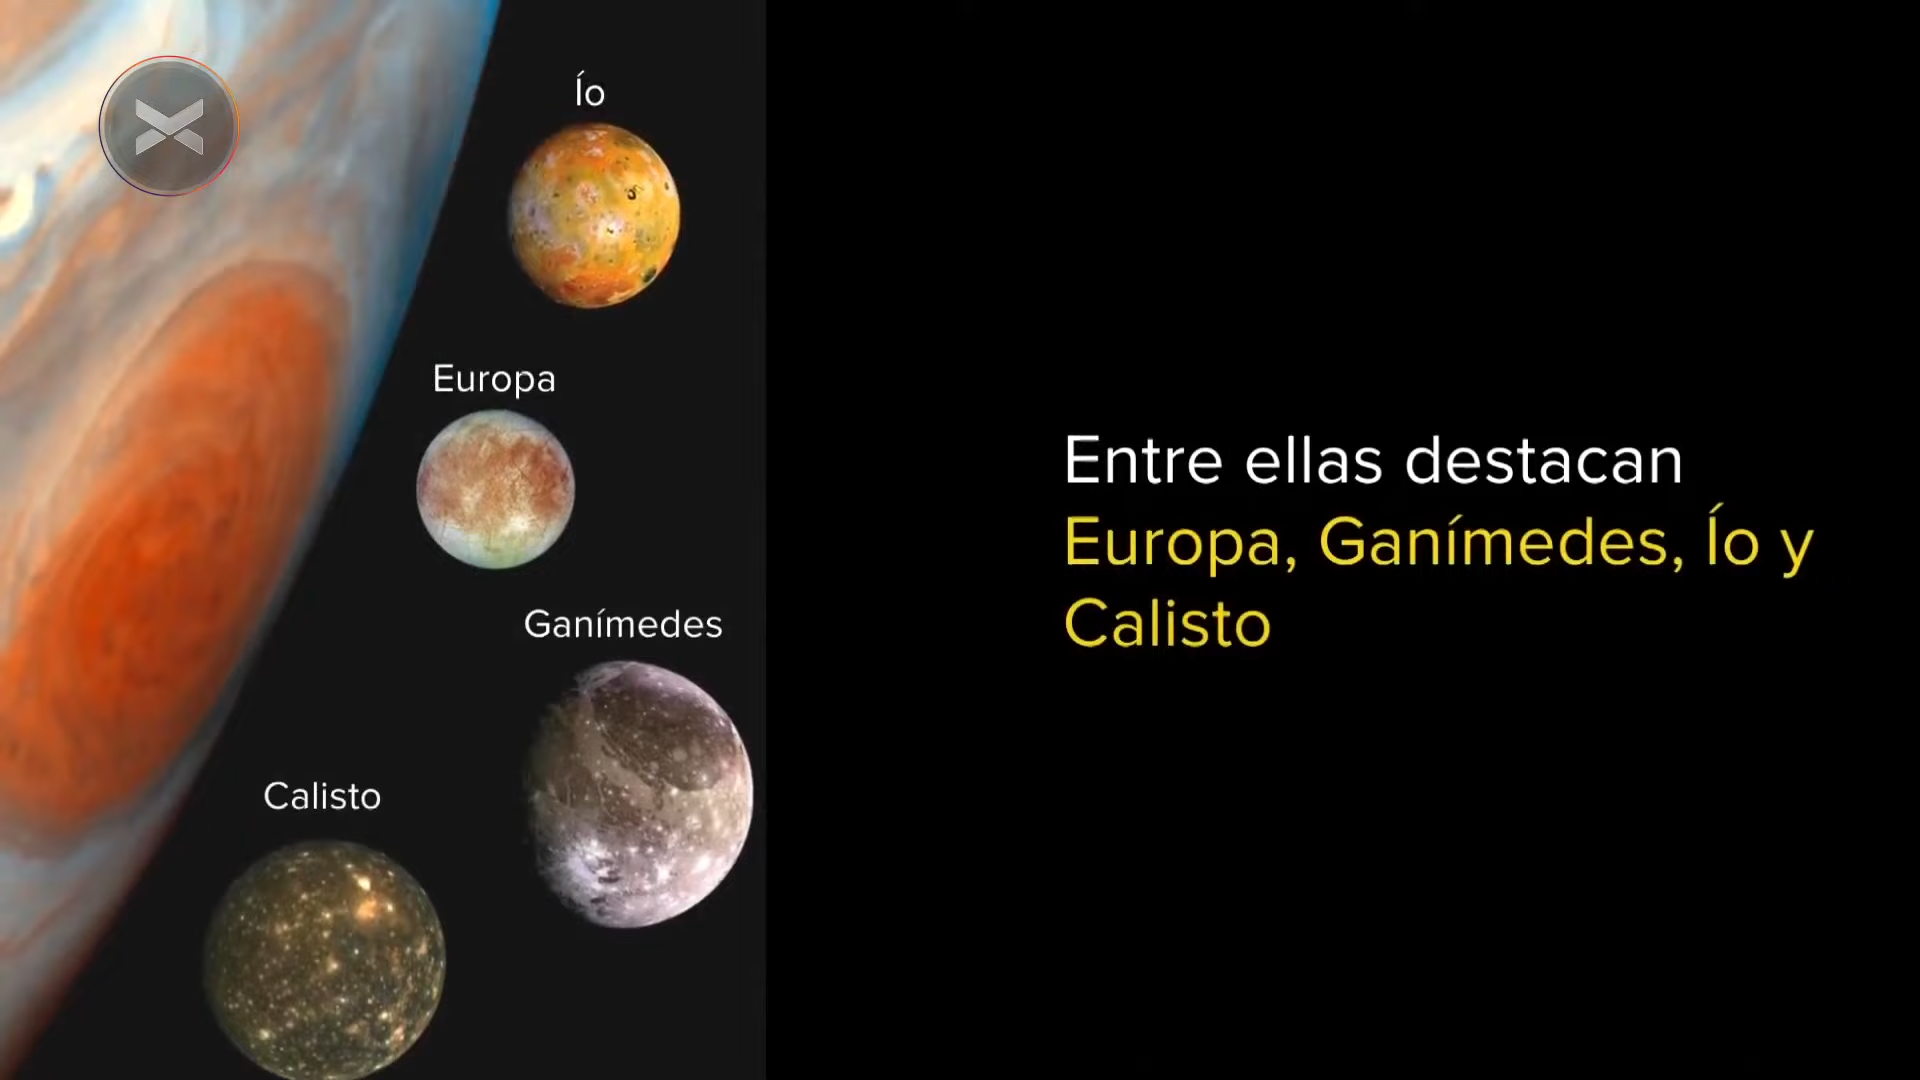 Ío
Europa
Ganímedes
Calisto
Entre ellas destacan
Europa, Ganímedes, Ío y
Calisto